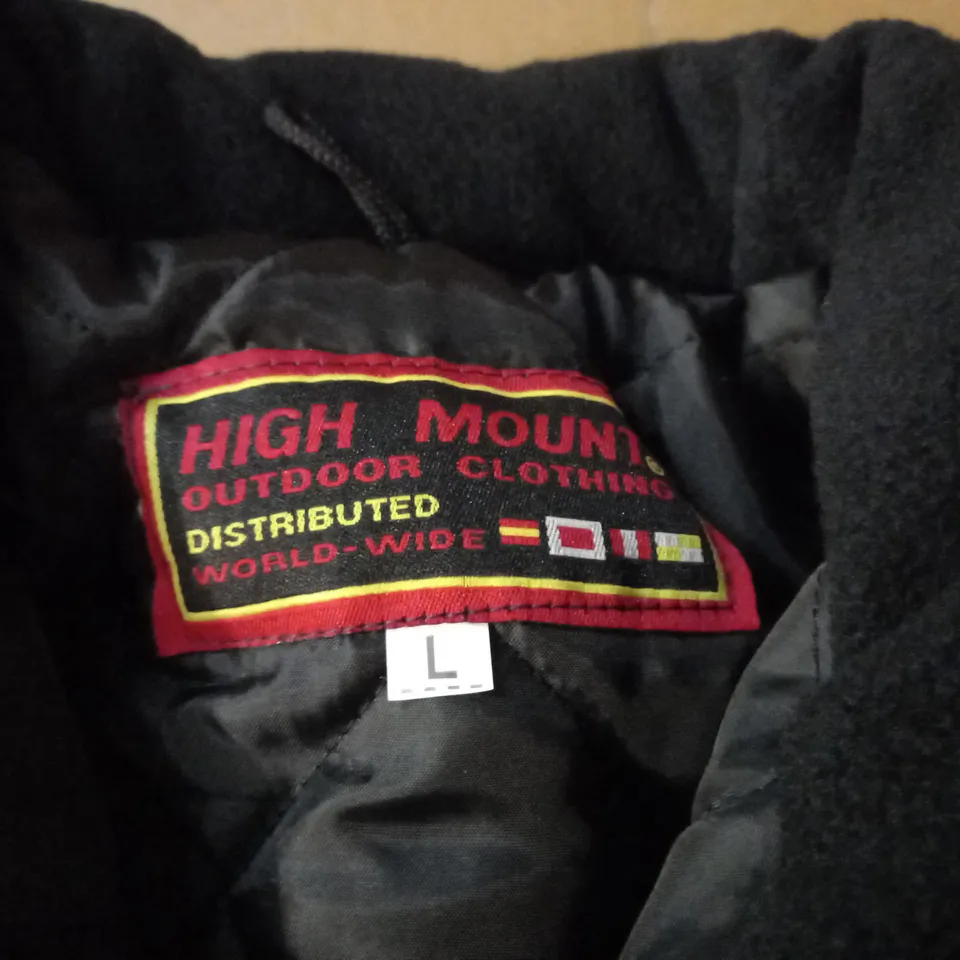 HIGH MOUNT
OUTDOOR CLOTHING
DISTRIBUTED
WORLD-WIDE
L